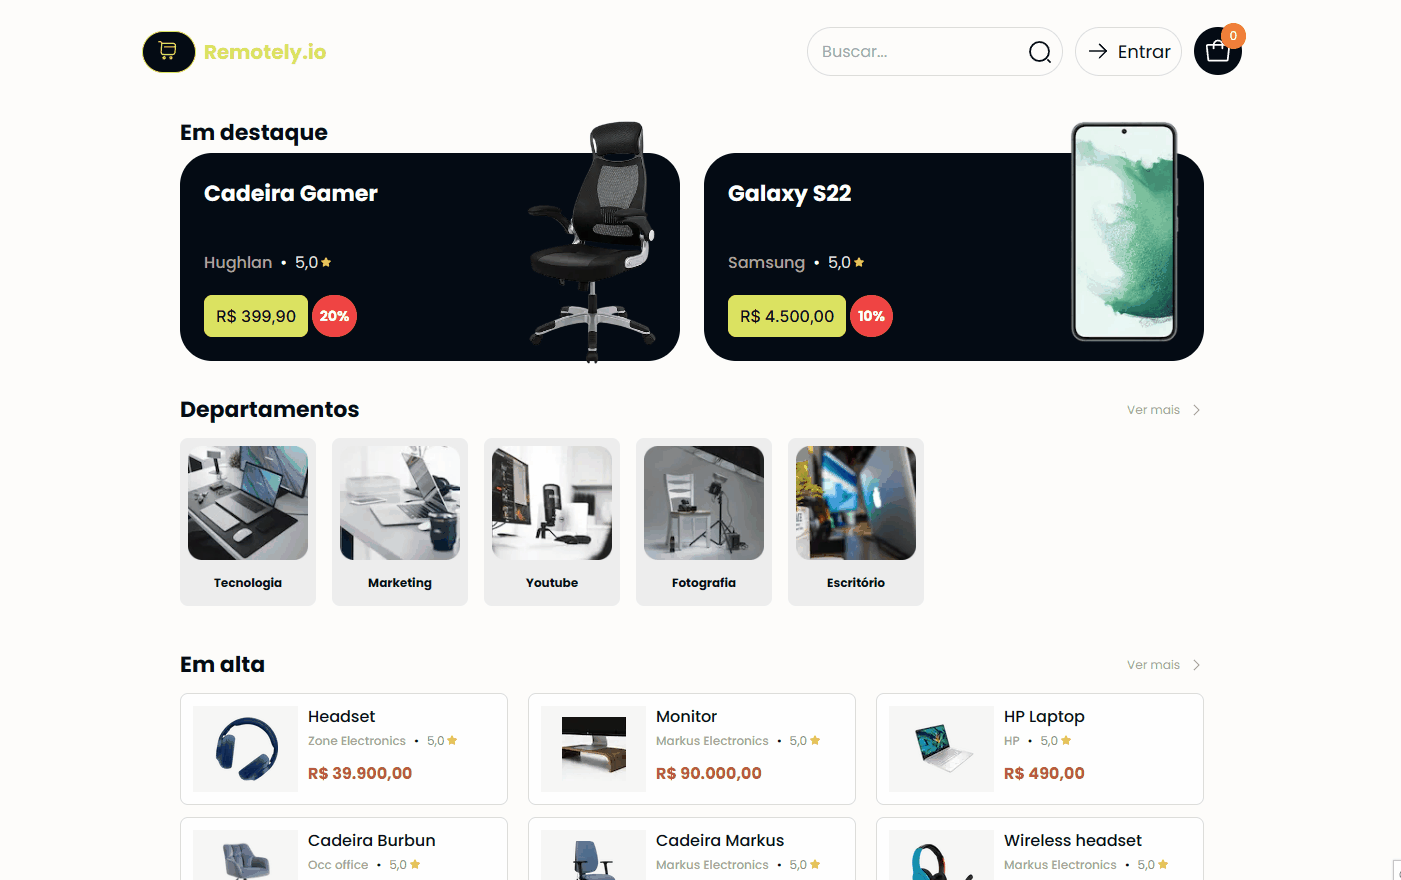 Remotely.io
Buscar...
Entrar
0
Em destaque
Cadeira Gamer
Hughlan • 5,0
R$ 399,90 20%
Galaxy S22
Samsung • 5,0
R$ 4.500,00 10%
Departamentos
Ver mais
Tecnologia
Marketing
Youtube
Fotografia
Escritório
Em alta
Ver mais
Headset
Zone Electronics • 5,0
R$ 39.900,00
Monitor
Markus Electronics • 5,0
R$ 90.000,00
HP Laptop
HP • 5,0
R$ 490,00
Cadeira Burbun
Occ office • 5,0
Cadeira Markus
Markus Electronics • 5,0
Wireless headset
Markus Electronics • 5,0